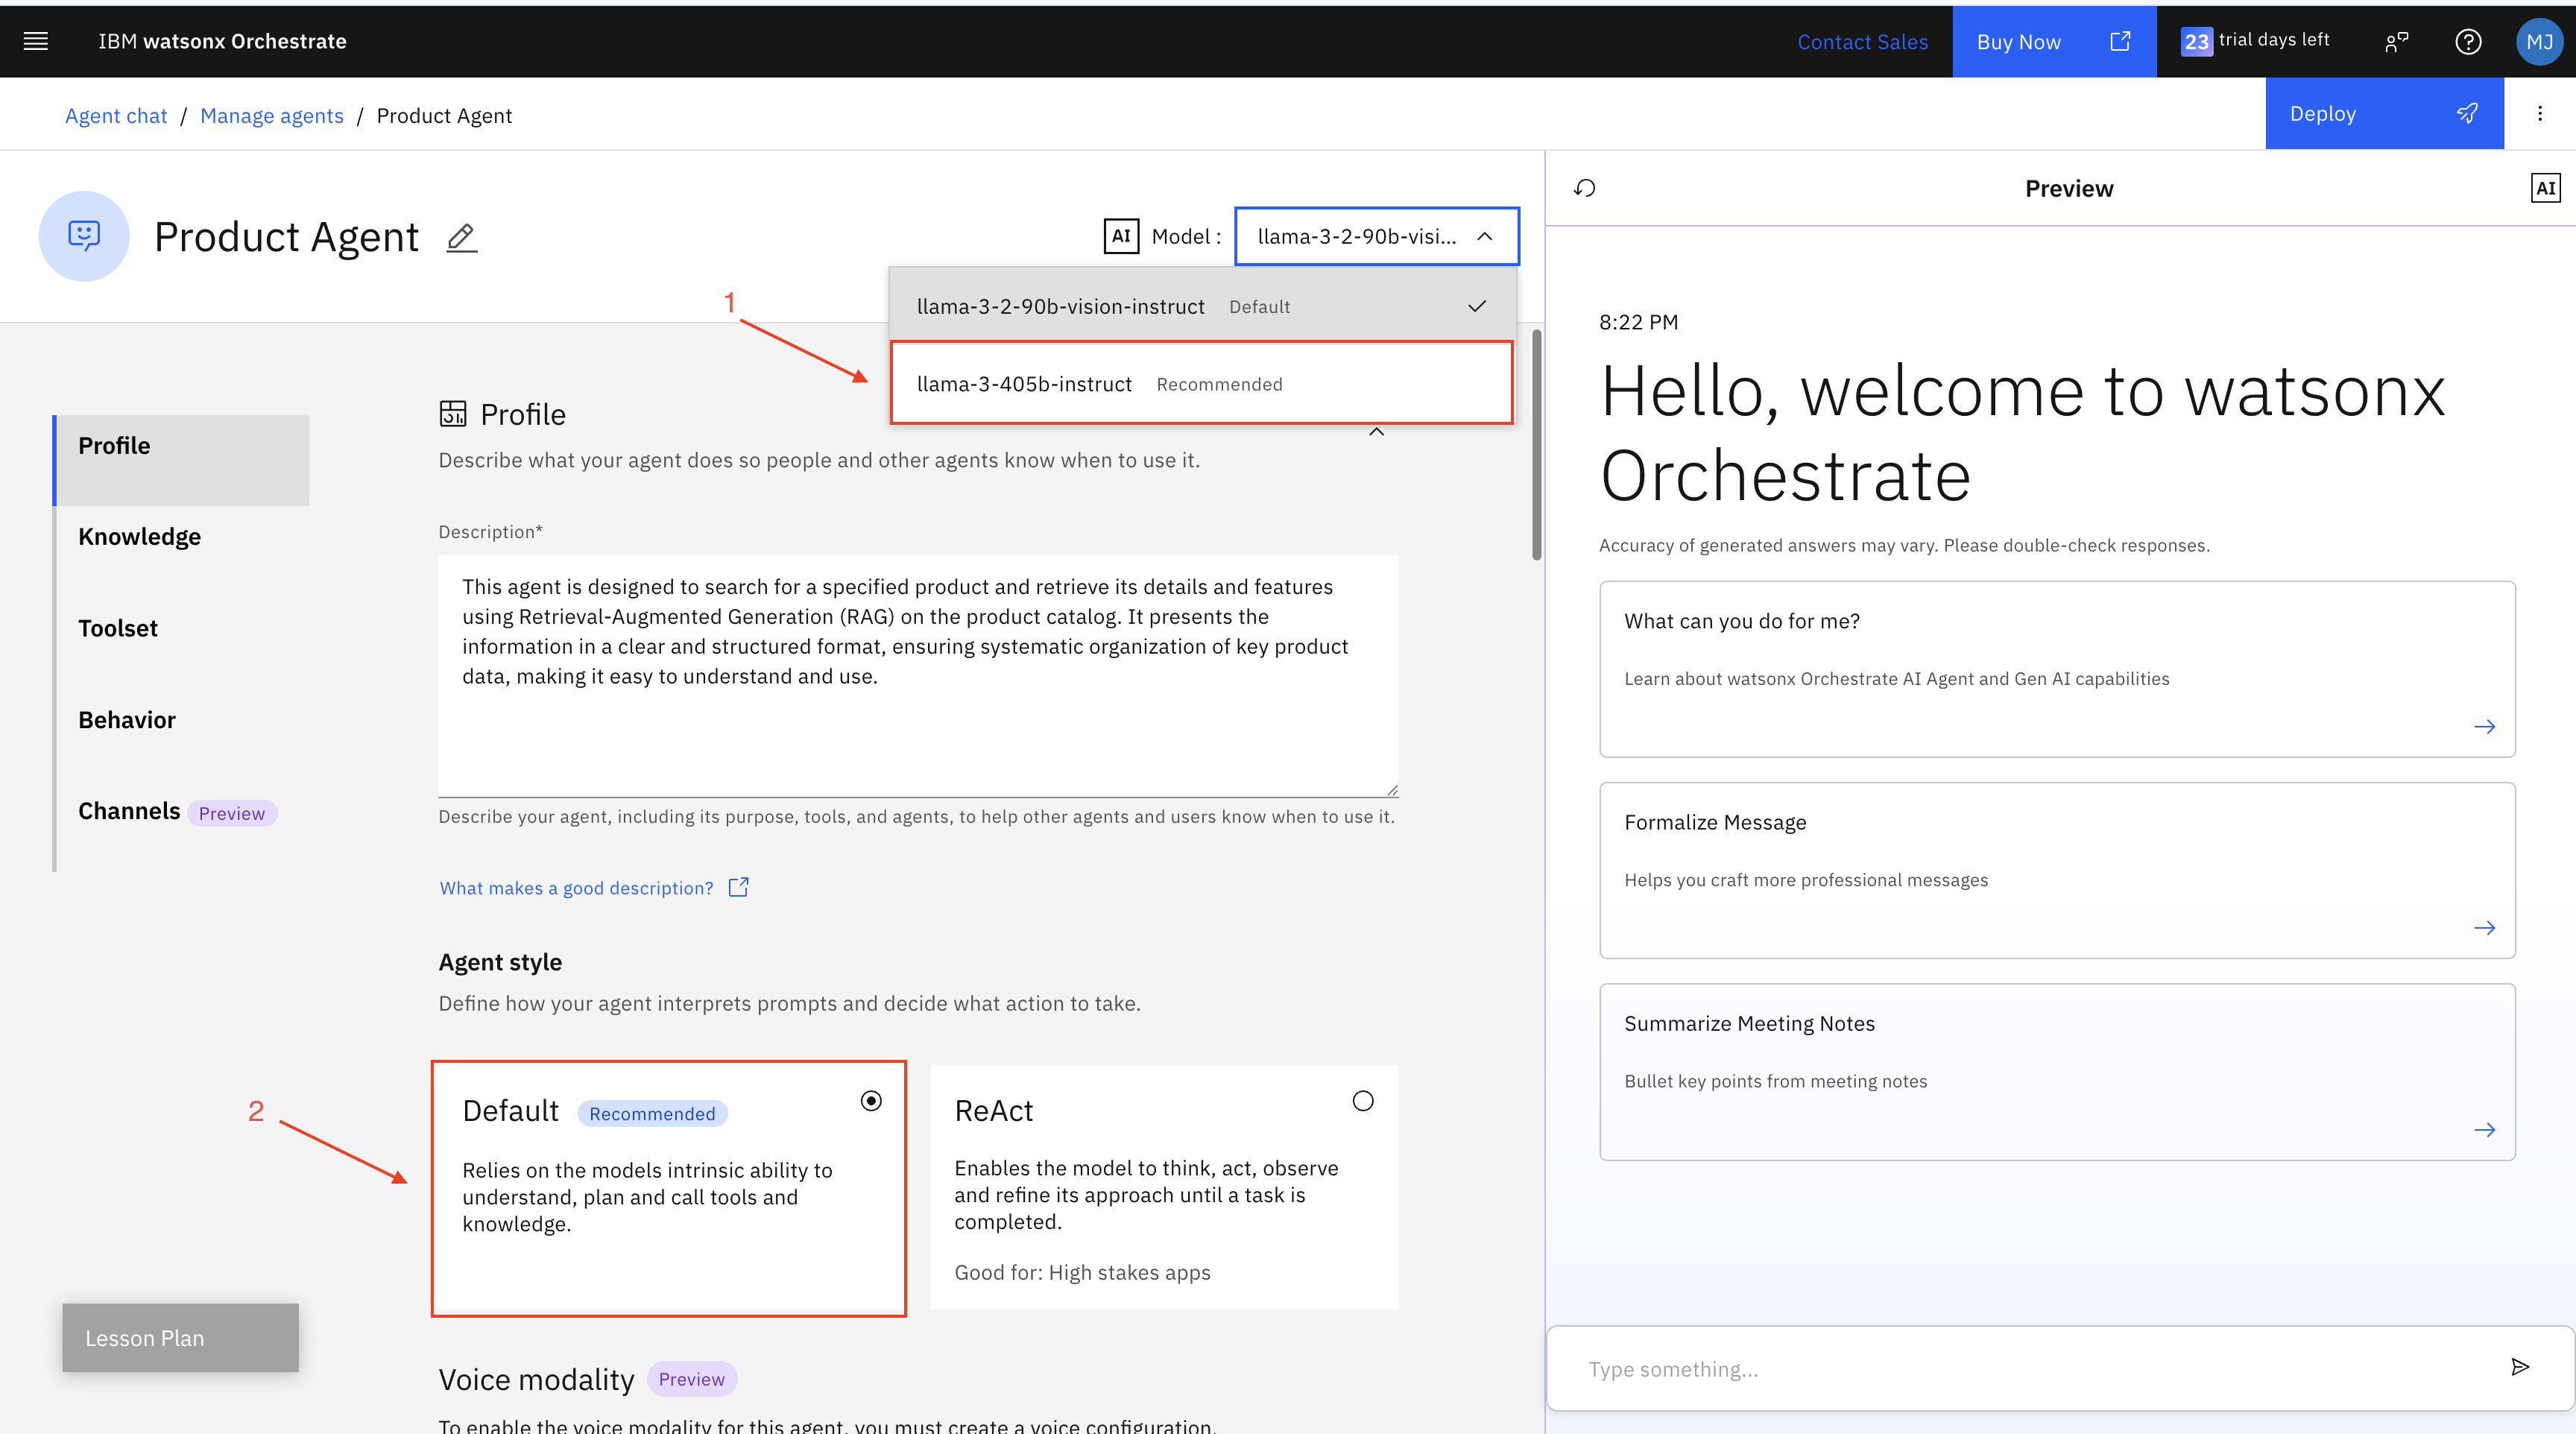 IBM watsonx Orchestrate
Contact Sales
Buy Now
23 trial days left
MJ
Agent chat / Manage agents / Product Agent
Deploy
Product Agent
AI Model :
llama-3-2-90b-visi...
llama-3-2-90b-vision-instruct Default
llama-3-405b-instruct Recommended
1
Profile
Knowledge
Toolset
Behavior
Channels Preview
Lesson Plan
Profile
Describe what your agent does so people and other agents know when to use it.
Description*
This agent is designed to search for a specified product and retrieve its details and features
using Retrieval-Augmented Generation (RAG) on the product catalog. It presents the
information in a clear and structured format, ensuring systematic organization of key product
data, making it easy to understand and use.
Describe your agent, including its purpose, tools, and agents, to help other agents and users know when to use it.
What makes a good description?
Agent style
Define how your agent interprets prompts and decide what action to take.
2
Default Recommended
Relies on the models intrinsic ability to
understand, plan and call tools and
knowledge.
ReAct
Enables the model to think, act, observe
and refine its approach until a task is
completed.
Good for: High stakes apps
Voice modality Preview
To enable the voice modality for this agent, you must create a voice configuration.
Preview
AI
8:22 PM
Hello, welcome to watsonx
Orchestrate
Accuracy of generated answers may vary. Please double-check responses.
What can you do for me?
Learn about watsonx Orchestrate AI Agent and Gen AI capabilities
Formalize Message
Helps you craft more professional messages
Summarize Meeting Notes
Bullet key points from meeting notes
Type something...